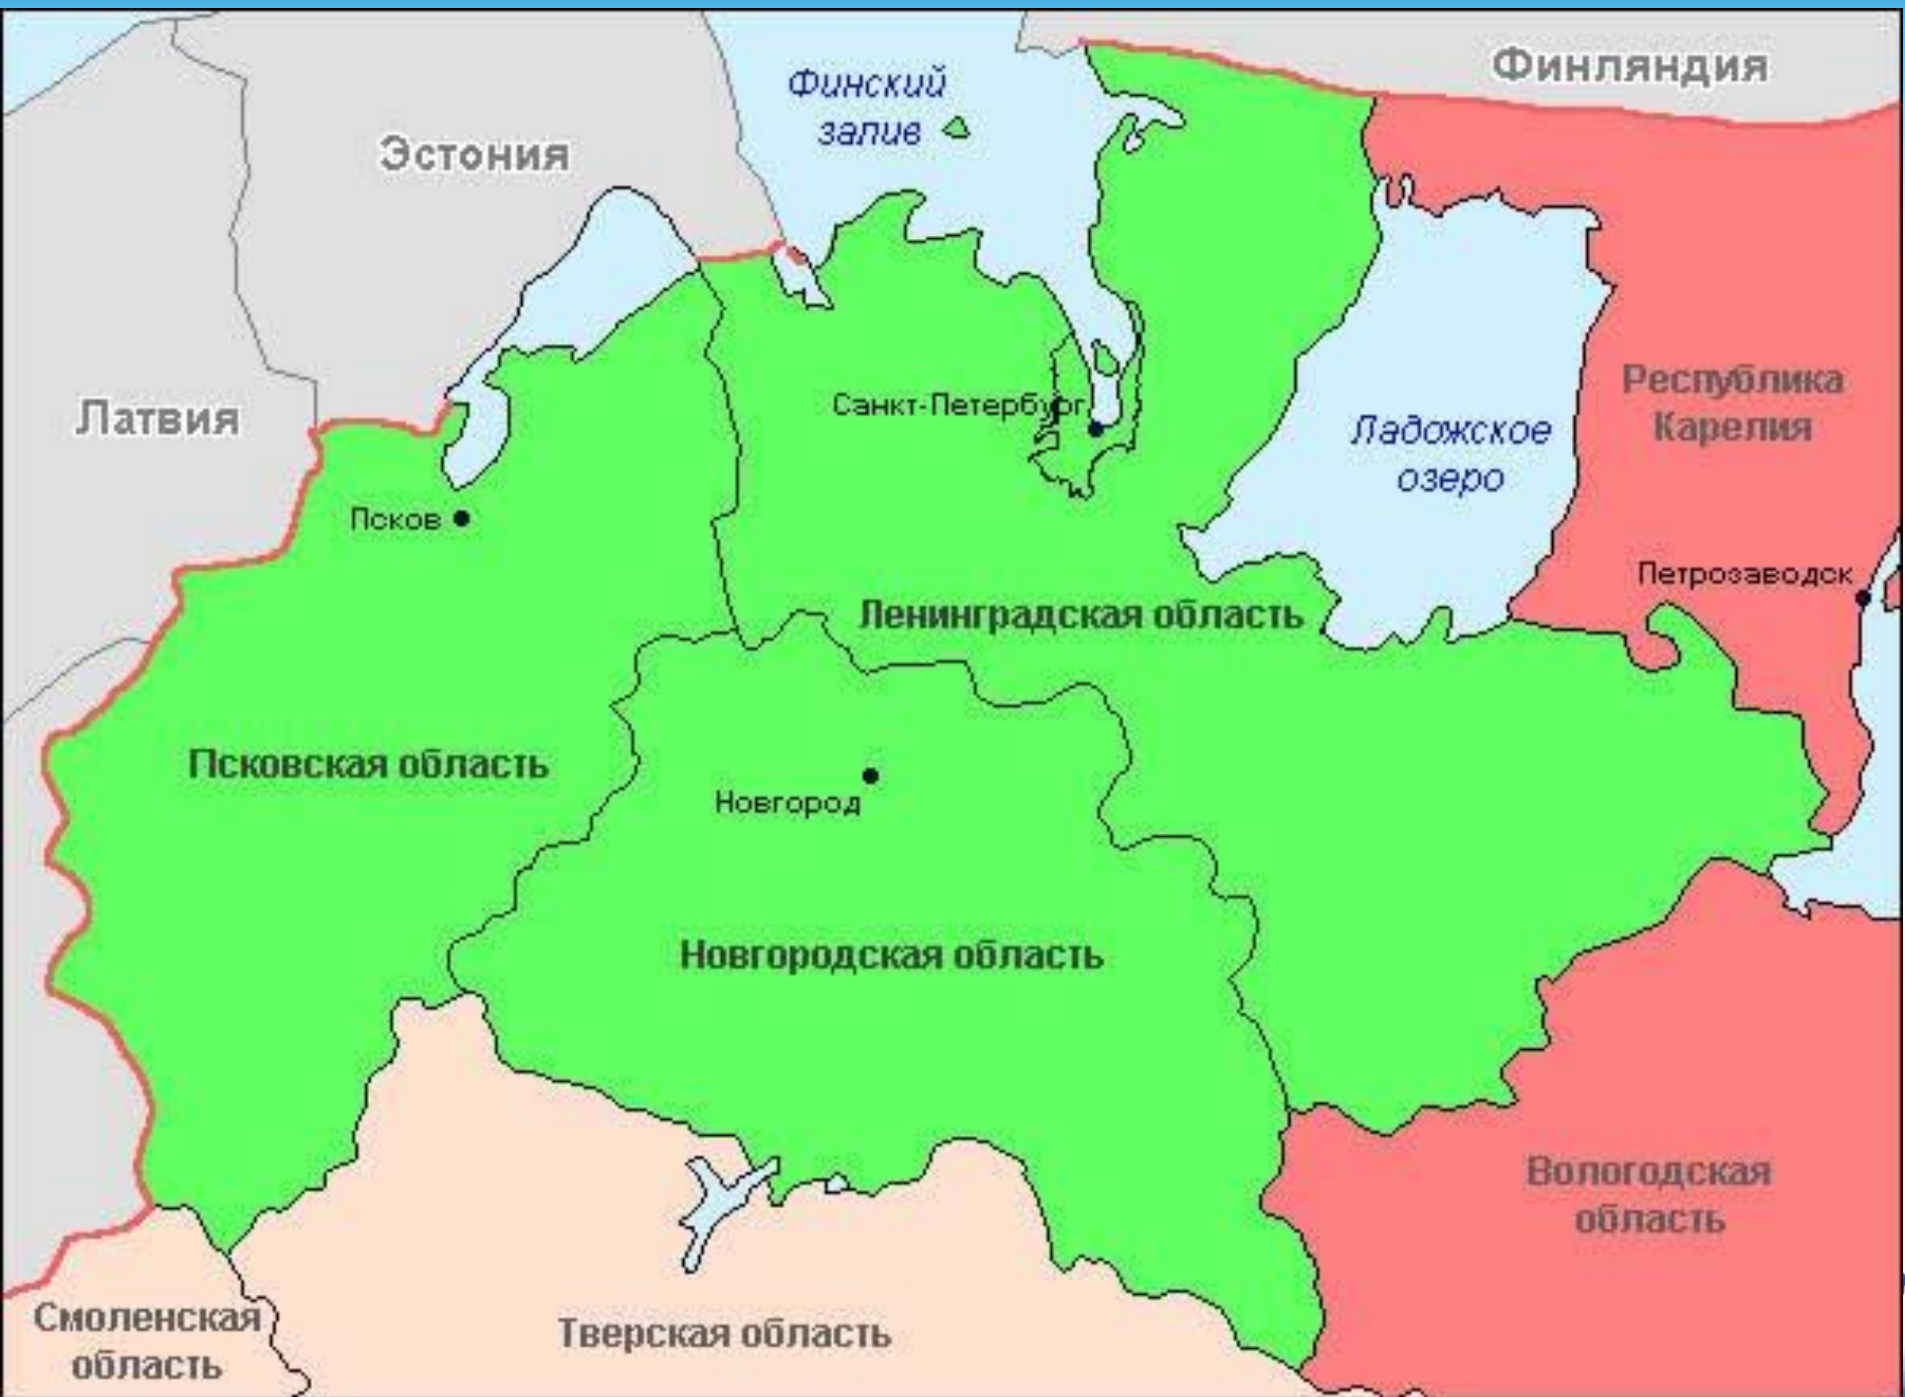 Финляндия
Финский
залив
Эстония
Республика
Карелия
Латвия
Санкт-Петербург
Ладожское
озеро
Псков
Петрозаводск
Ленинградская область
Псковская область
Новгород
Новгородская область
Вологодская
область
Смоленская
область
Тверская область